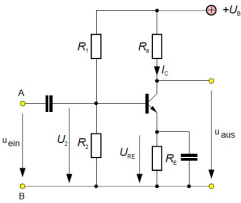 +U_B
R_1
R_a
I_C
A
u_ein
U_2
R_2
U_RE
R_E
u_aus
B